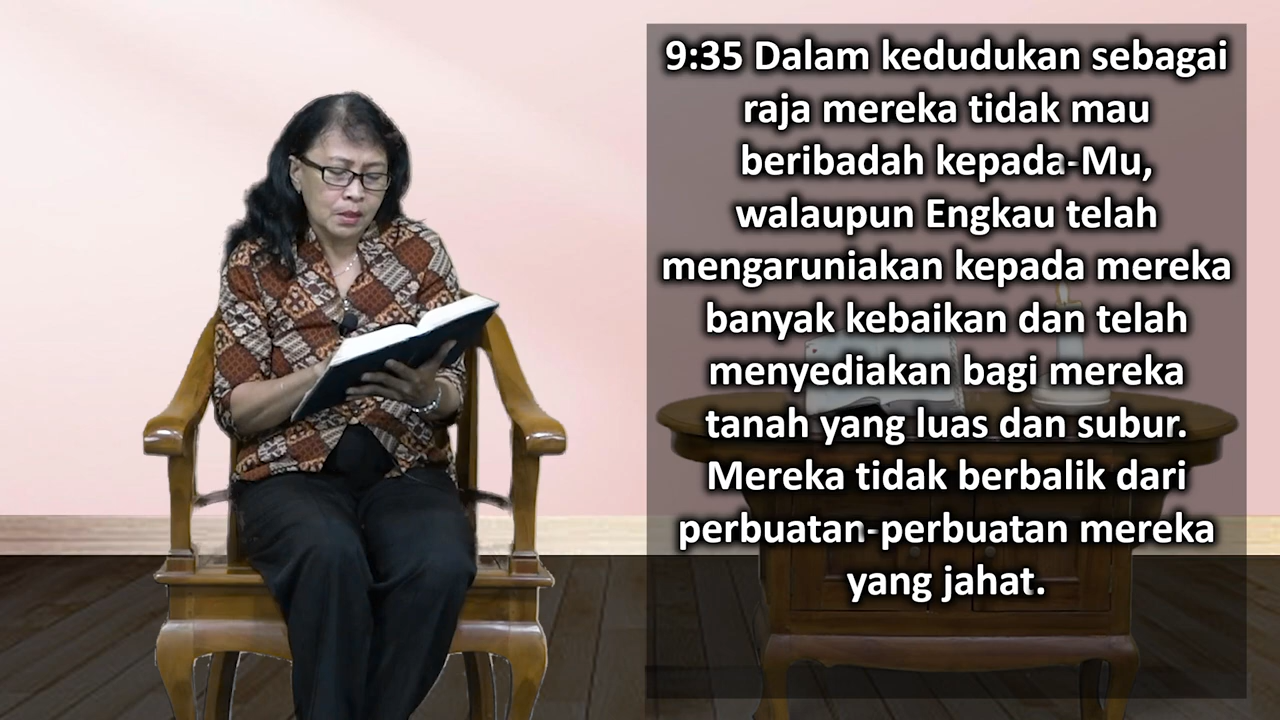 9:35 Dalam kedudukan sebagai
raja mereka tidak mau
beribadah kepada-Mu,
walaupun Engkau telah
mengaruniakan kepada mereka
banyak kebaikan dan telah
menyediakan bagi mereka
tanah yang luas dan subur.
Mereka tidak berbalik dari
perbuatan-perbuatan mereka
yang jahat.